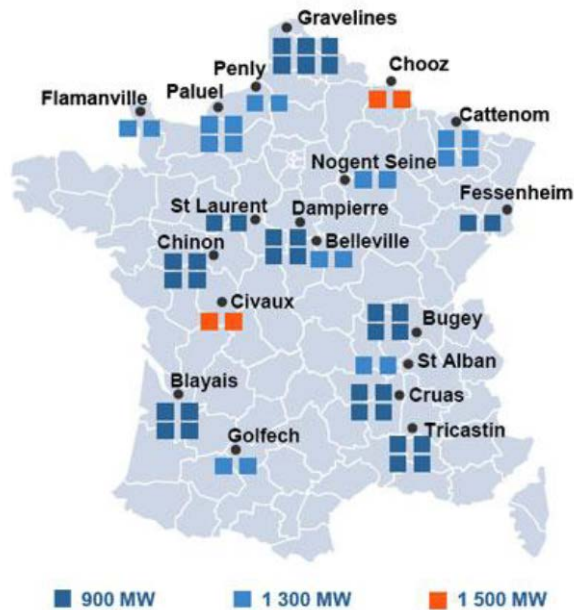 Gravelines
Penly
Chooz
Flamanville
Paluel
Cattenom
Nogent Seine
Fessenheim
St Laurent
Dampierre
Chinon
Belleville
Civaux
Bugey
St Alban
Blayais
Cruas
Golfech
Tricastin
900 MW
1 300 MW
1 500 MW